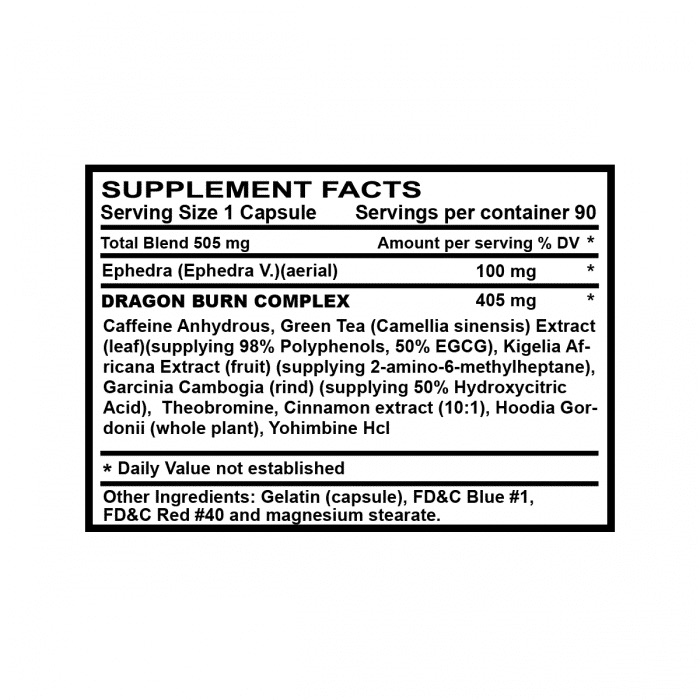 SUPPLEMENT FACTS
Serving Size 1 Capsule Servings per container 90
Total Blend 505 mg Amount per serving % DV *
Ephedra (Ephedra V.)(aerial) 100 mg *
DRAGON BURN COMPLEX 405 mg *
Caffeine Anhydrous, Green Tea (Camellia sinensis) Extract
(leaf)(supplying 98% Polyphenols, 50% EGCG), Kigelia Af-
ricana Extract (fruit) (supplying 2-amino-6-methylheptane),
Garcinia Cambogia (rind) (supplying 50% Hydroxycitric
Acid), Theobromine, Cinnamon extract (10:1), Hoodia Gor-
donii (whole plant), Yohimbine Hcl
* Daily Value not established
Other Ingredients: Gelatin (capsule), FD&C Blue #1,
FD&C Red #40 and magnesium stearate.